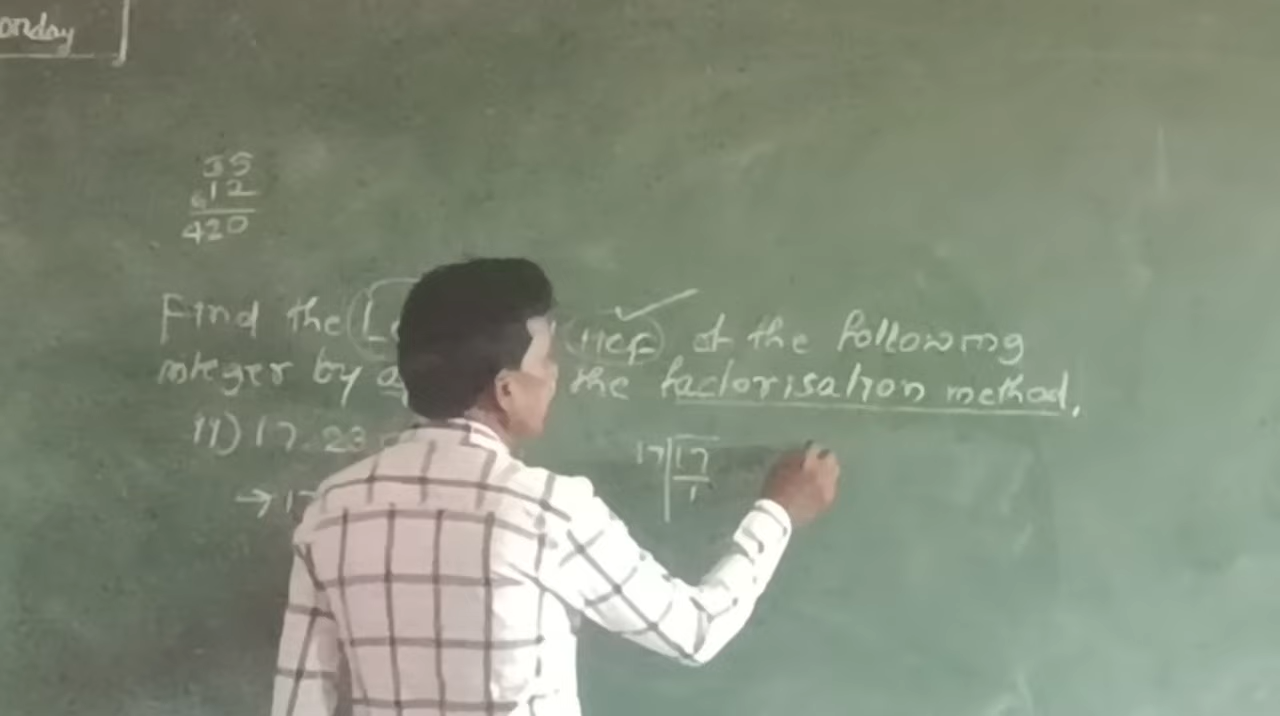 onday
35
12
420
Find the HCF of the following
integer by the factorisation method.
ii) 17 23
17 17
1
→ 17